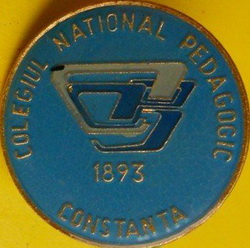 COLEGIUL NATIONAL PEDAGOGIC
1893
CONSTANTA